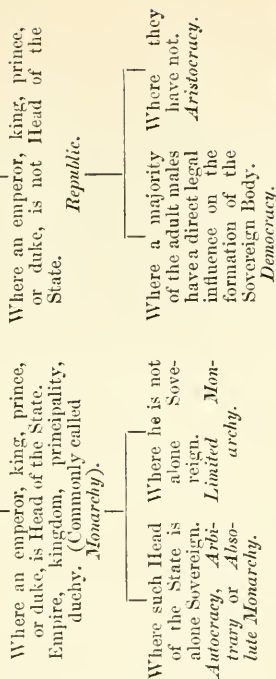 Where an emperor, king, prince,
or duke, is Head of the State.
Empire, kingdom, principality,
duchy. (Commonly called
Monarchy).
Where such Head
of the State is
alone Sovereign.
Autocracy, Arbi-
trary or Abso-
lute Monarchy.
Where he is not
alone Sove-
reign.
Limited Mon-
archy.
Where an emperor, king, prince,
or duke, is not Head of the
State.
Republic.
Where a majority
of the adult males
have a direct legal
influence on the
formation of the
Sovereign Body.
Democracy.
Where they
have not.
Aristocracy.